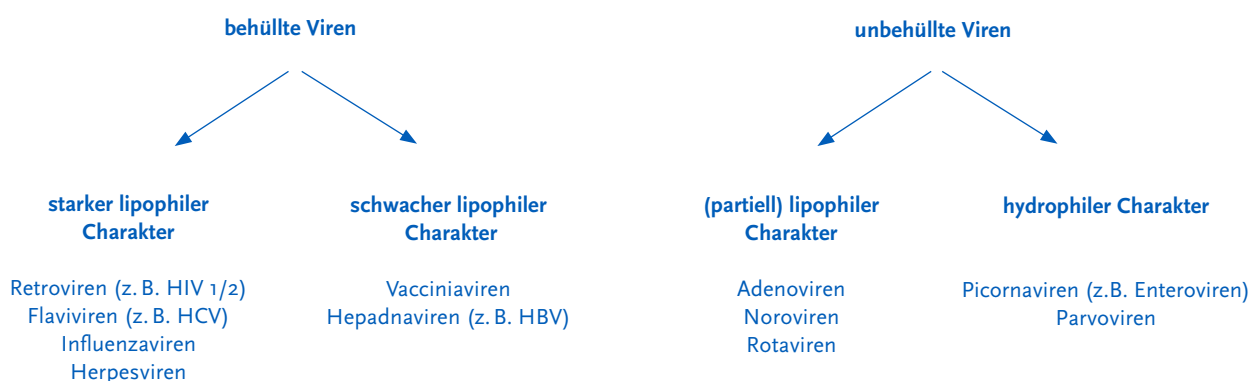 behüllte Viren
unbehüllte Viren
starker lipophiler
Charakter
schwacher lipophiler
Charakter
(partiell) lipophiler
Charakter
hydrophiler Charakter
Retroviren (z. B. HIV 1/2)
Flaviviren (z. B. HCV)
Influenzaviren
Herpesviren
Vacciniaviren
Hepadnaviren (z. B. HBV)
Adenoviren
Noroviren
Rotaviren
Picornaviren (z.B. Enteroviren)
Parvoviren